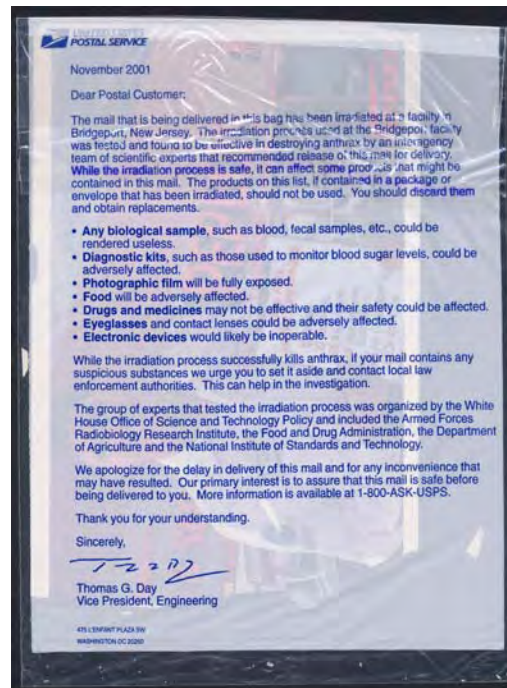 UNITED STATES
POSTAL SERVICE
November 2001
Dear Postal Customer:
The mail that is being delivered in this bag has been irradiated at a facility in
Bridgeport, New Jersey. The irradiation process used at the Bridgeport facility
was tested and found to be effective in destroying anthrax by an interagency
team of scientific experts that recommended release of this mail for delivery.
While the irradiation process is safe, it can affect some products that might be
contained in this mail. The products on this list, if contained in a package or
envelope that has been irradiated, should not be used. You should discard them
and obtain replacements.
• Any biological sample, such as blood, fecal samples, etc., could be
rendered useless.
• Diagnostic kits, such as those used to monitor blood sugar levels, could be
adversely affected.
• Photographic film will be fully exposed.
• Food will be adversely affected.
• Drugs and medicines may not be effective and their safety could be affected.
• Eyeglasses and contact lenses could be adversely affected.
• Electronic devices would likely be inoperable.
While the irradiation process successfully kills anthrax, if your mail contains any
suspicious substances we urge you to set it aside and contact local law
enforcement authorities. This can help in the investigation.
The group of experts that tested the irradiation process was organized by the White
House Office of Science and Technology Policy and included the Armed Forces
Radiobiology Research Institute, the Food and Drug Administration, the Department
of Agriculture and the National Institute of Standards and Technology.
We apologize for the delay in delivery of this mail and for any inconvenience that
may have resulted. Our primary interest is to assure that this mail is safe before
being delivered to you. More information is available at 1-800-ASK-USPS.
Thank you for your understanding.
Sincerely,
Thomas G. Day
Vice President, Engineering
475 L'ENFANT PLAZA SW
WASHINGTON DC 20260